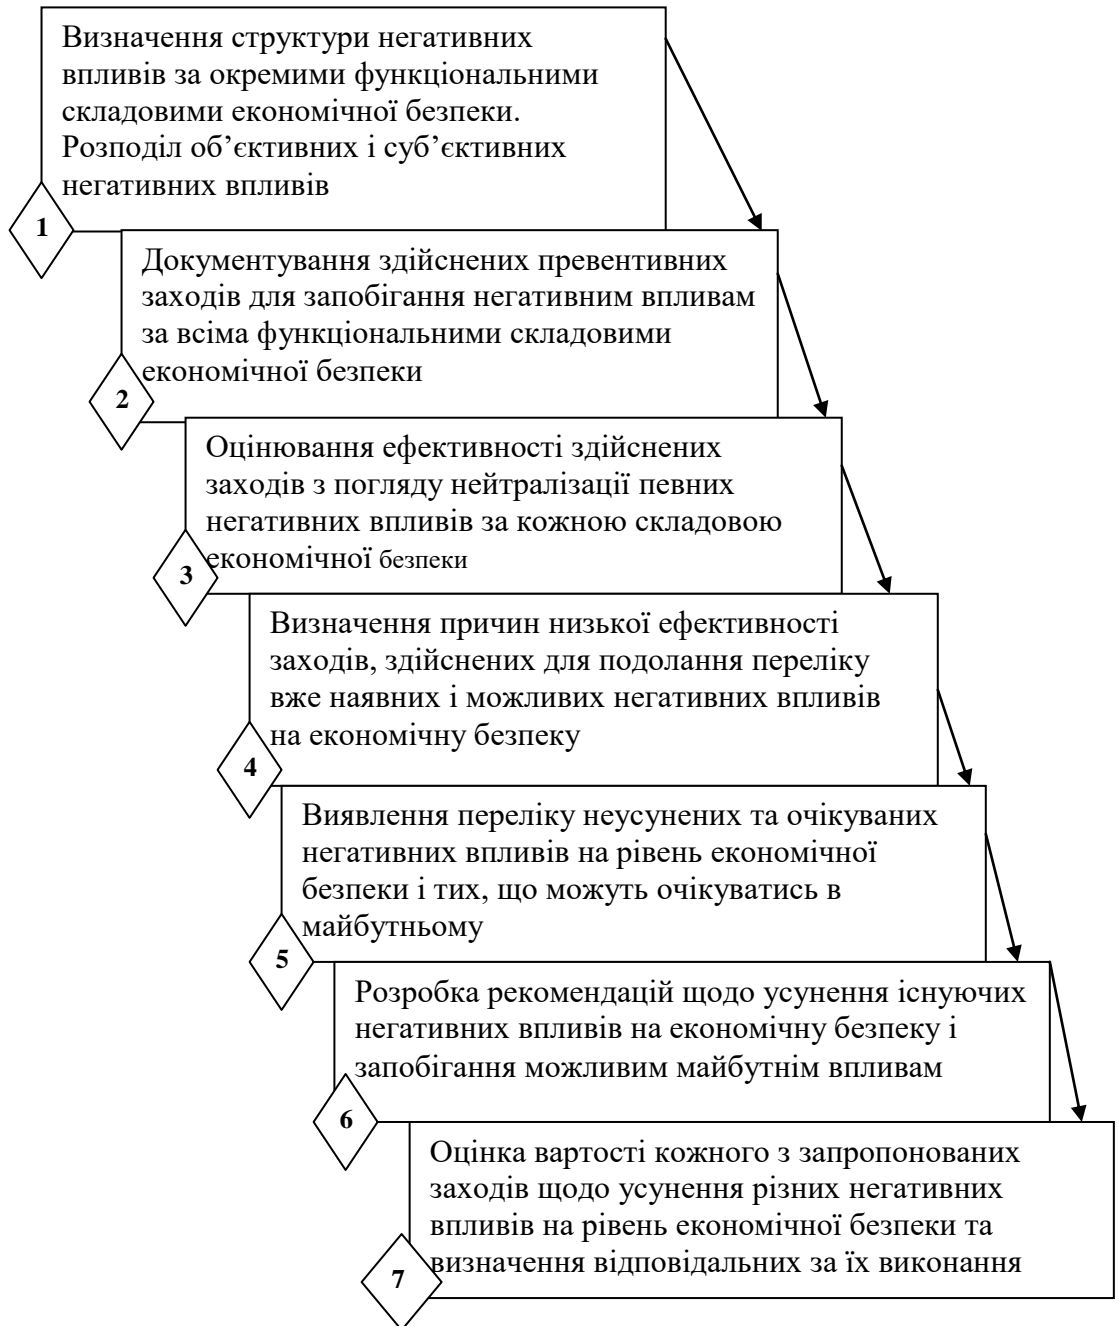 Визначення структури негативних
впливів за окремими функціональними
складовими економічної безпеки.
Розподіл об’єктивних і суб’єктивних
негативних впливів
1
Документування здійснених превентивних
заходів для запобігання негативним впливам
за всіма функціональними складовими
економічної безпеки
2
Оцінювання ефективності здійснених
заходів з погляду нейтралізації певних
негативних впливів за кожною складовою
економічної безпеки
3
Визначення причин низької ефективності
заходів, здійснених для подолання переліку
вже наявних і можливих негативних впливів
на економічну безпеку
4
Виявлення переліку неусунених та очікуваних
негативних впливів на рівень економічної
безпеки і тих, що можуть очікуватись в
майбутньому
5
Розробка рекомендацій щодо усунення існуючих
негативних впливів на економічну безпеку і
запобігання можливим майбутнім впливам
6
Оцінка вартості кожного з запропонованих
заходів щодо усунення різних негативних
впливів на рівень економічної безпеки та
визначення відповідальних за їх виконання
7